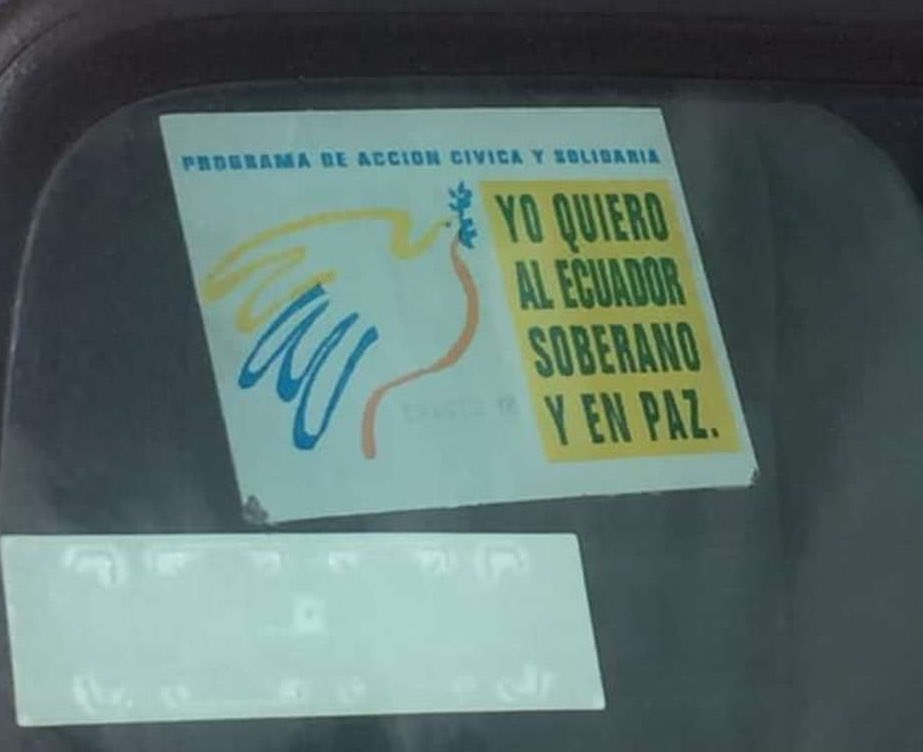 PROGRAMA DE ACCION CIVICA Y SOLIDARIA
YO QUIERO
AL ECUADOR
SOBERANO
Y EN PAZ.